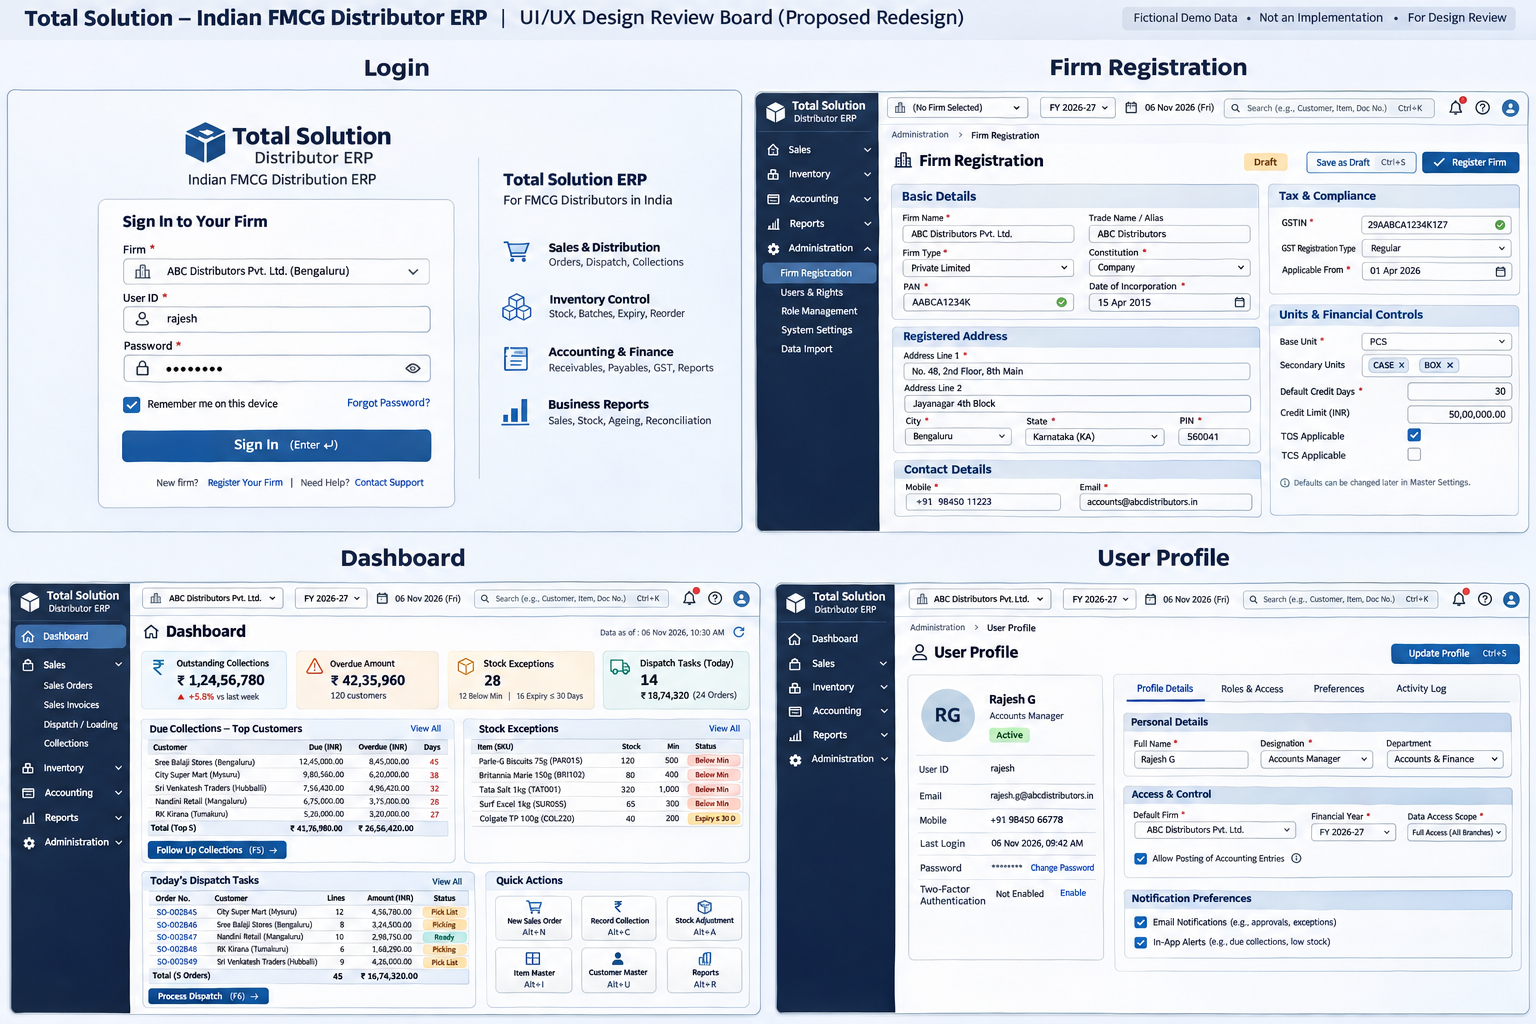 Total Solution – Indian FMCG Distributor ERP | UI/UX Design Review Board (Proposed Redesign)
Fictional Demo Data • Not an Implementation • For Design Review
Login
Total Solution
Distributor ERP
Indian FMCG Distribution ERP
Sign In to Your Firm
Firm *
ABC Distributors Pvt. Ltd. (Bengaluru)
User ID *
rajesh
Password *
••••••••
Remember me on this device
Forgot Password?
Sign In (Enter ↵)
New firm? Register Your Firm | Need Help? Contact Support
Total Solution ERP
For FMCG Distributors in India
Sales & Distribution
Orders, Dispatch, Collections
Inventory Control
Stock, Batches, Expiry, Reorder
Accounting & Finance
Receivables, Payables, GST, Reports
Business Reports
Sales, Stock, Ageing, Reconciliation
Firm Registration
Total Solution
Distributor ERP
Sales
Inventory
Accounting
Reports
Administration
Firm Registration
Users & Rights
Role Management
System Settings
Data Import
(No Firm Selected)
FY 2026-27
06 Nov 2026 (Fri)
Search (e.g., Customer, Item, Doc No.) Ctrl+K
Administration > Firm Registration
Firm Registration
Draft
Save as Draft Ctrl+S
Register Firm
Basic Details
Firm Name * Trade Name / Alias
ABC Distributors Pvt. Ltd. ABC Distributors
Firm Type * Constitution *
Private Limited Company
PAN * Date of Incorporation *
AABCA1234K 15 Apr 2015
Registered Address
Address Line 1 *
No. 48, 2nd Floor, 8th Main
Address Line 2
Jayanagar 4th Block
City * State * PIN *
Bengaluru Karnataka (KA) 560041
Contact Details
Mobile * Email *
+91 98450 11223 accounts@abcdistributors.in
Tax & Compliance
GSTIN * 29AABCA1234K1Z7
GST Registration Type Regular
Applicable From * 01 Apr 2026
Units & Financial Controls
Base Unit * PCS
Secondary Units CASE × BOX ×
Default Credit Days * 30
Credit Limit (INR) 50,00,000.00
TDS Applicable
TCS Applicable
Defaults can be changed later in Master Settings.
Dashboard
Total Solution
Distributor ERP
Dashboard
Sales
Sales Orders
Sales Invoices
Dispatch / Loading
Collections
Inventory
Accounting
Reports
Administration
ABC Distributors Pvt. Ltd.
FY 2026-27
06 Nov 2026 (Fri)
Search (e.g., Customer, Item, Doc No.) Ctrl+K
Dashboard
Data as of : 06 Nov 2026, 10:30 AM
Outstanding Collections
₹ 1,24,56,780
▲ +5.8% vs last week
Overdue Amount
₹ 42,35,960
120 customers
Stock Exceptions
28
12 Below Min | 16 Expiry ≤ 30 Days
Dispatch Tasks (Today)
14
₹ 18,74,320 (24 Orders)
Due Collections – Top Customers View All
Customer Due (INR) Overdue (INR) Days
Sree Balaji Stores (Bengaluru) 12,45,000.00 8,45,000.00 45
City Super Mart (Mysuru) 9,80,560.00 6,20,000.00 38
Sri Venkatesh Traders (Hubballi) 7,56,420.00 4,96,420.00 32
Nandini Retail (Mangaluru) 6,75,000.00 3,75,000.00 28
RK Kirana (Tumakuru) 5,20,000.00 3,20,000.00 27
Total (Top 5) ₹ 41,76,980.00 ₹ 26,56,420.00
Follow Up Collections (F5) →
Stock Exceptions View All
Item (SKU) Stock Min Status
Parle-G Biscuits 75g (PAR015) 120 500 Below Min
Britannia Marie 150g (BRI102) 80 400 Below Min
Tata Salt 1kg (TAT001) 320 1,000 Below Min
Surf Excel 1kg (SUR055) 65 300 Below Min
Colgate TP 100g (COL220) 40 200 Expiry ≤ 30 D
Today's Dispatch Tasks View All
Order No. Customer Lines Amount (INR) Status
SO-002845 City Super Mart (Mysuru) 12 4,56,780.00 Pick List
SO-002846 Sree Balaji Stores (Bengaluru) 8 3,24,500.00 Picking
SO-002847 Nandini Retail (Mangaluru) 10 2,98,750.00 Ready
SO-002848 RK Kirana (Tumakuru) 6 1,68,290.00 Picking
SO-002849 Sri Venkatesh Traders (Hubballi) 9 4,26,000.00 Pick List
Total (5 Orders) 45 ₹ 16,74,320.00
Process Dispatch (F6) →
Quick Actions
New Sales Order
Alt+N
Record Collection
Alt+C
Stock Adjustment
Alt+A
Item Master
Alt+I
Customer Master
Alt+U
Reports
Alt+R
User Profile
Total Solution
Distributor ERP
Dashboard
Sales
Inventory
Accounting
Reports
Administration
ABC Distributors Pvt. Ltd.
FY 2026-27
06 Nov 2026 (Fri)
Search (e.g., Customer, Item, Doc No.) Ctrl+K
Administration > User Profile
User Profile
Update Profile Ctrl+S
RG
Rajesh G
Accounts Manager
Active
User ID rajesh
Email rajesh.g@abcdistributors.in
Mobile +91 98450 66778
Last Login 06 Nov 2026, 09:42 AM
Password ******** Change Password
Two-Factor Authentication Not Enabled Enable
Profile Details Roles & Access Preferences Activity Log
Personal Details
Full Name * Designation * Department
Rajesh G Accounts Manager Accounts & Finance
Access & Control
Default Firm * Financial Year * Data Access Scope *
ABC Distributors Pvt. Ltd. FY 2026-27 Full Access (All Branches)
Allow Posting of Accounting Entries
Notification Preferences
Email Notifications (e.g., approvals, exceptions)
In-App Alerts (e.g., due collections, low stock)